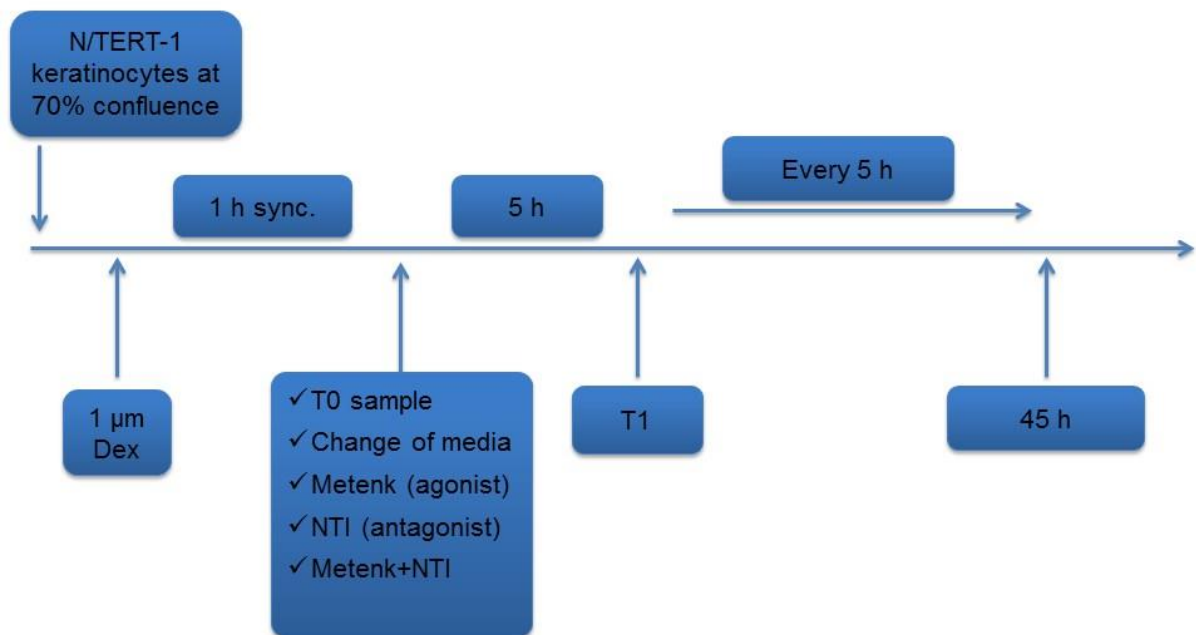 N/TERT-1
keratinocytes at
70% confluence
1 h sync.
5 h
Every 5 h
1 µm
Dex
✓T0 sample
✓Change of media
✓Metenk (agonist)
✓NTI (antagonist)
✓Metenk+NTI
T1
45 h